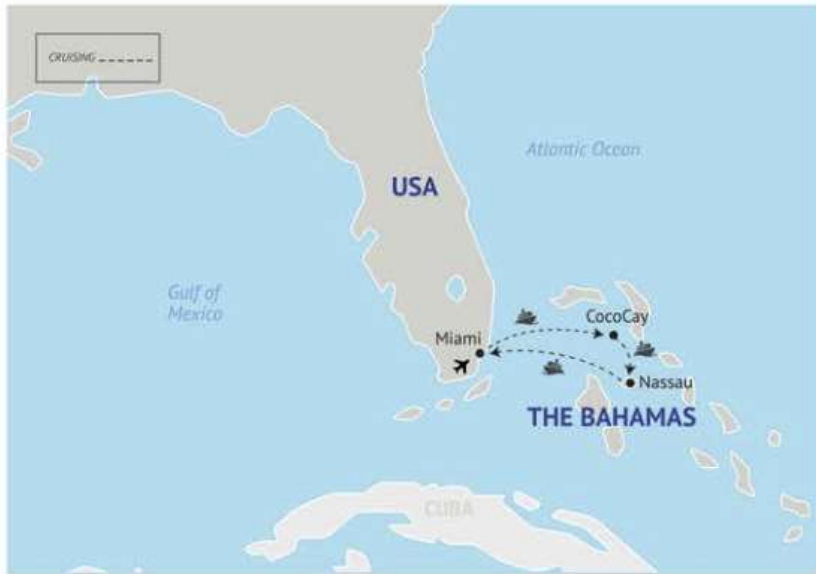 CRUISING
Atlantic Ocean
USA
Gulf of
Mexico
CocoCay
Miami
Nassau
THE BAHAMAS
CUBA